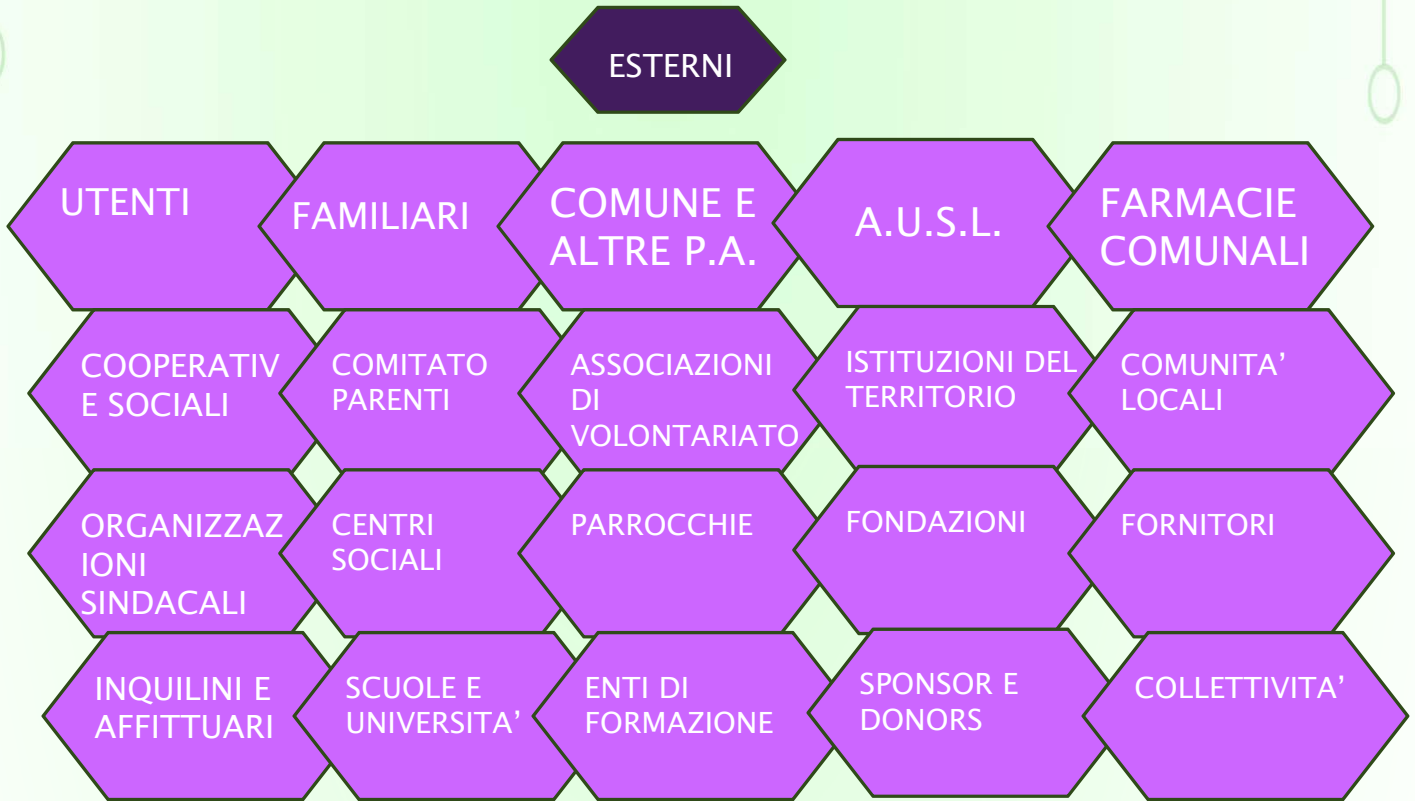 ESTERNI
UTENTI
FAMILIARI
COMUNE E
ALTRE P.A.
A.U.S.L.
FARMACIE
COMUNALI
COOPERATIV
E SOCIALI
COMITATO
PARENTI
ASSOCIAZIONI
DI
VOLONTARIATO
ISTITUZIONI DEL
TERRITORIO
COMUNITA’
LOCALI
ORGANIZZAZ
IONI
SINDACALI
CENTRI
SOCIALI
PARROCCHIE
FONDAZIONI
FORNITORI
INQUILINI E
AFFITTUARI
SCUOLE E
UNIVERSITA’
ENTI DI
FORMAZIONE
SPONSOR E
DONORS
COLLETTIVITA’